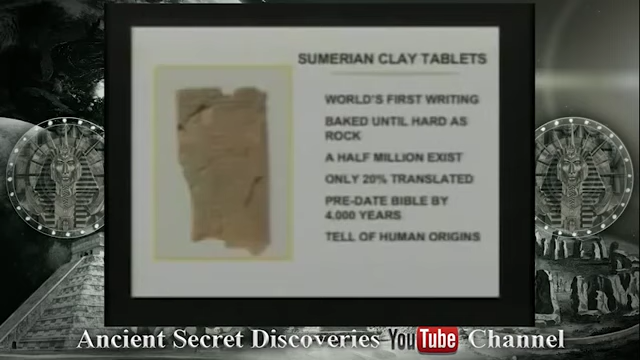 SUMERIAN CLAY TABLETS
WORLD'S FIRST WRITING
BAKED UNTIL HARD AS
ROCK
A HALF MILLION EXIST
ONLY 20% TRANSLATED
PRE-DATE BIBLE BY
4,000 YEARS
TELL OF HUMAN ORIGINS
Ancient Secret Discoveries YouTube Channel